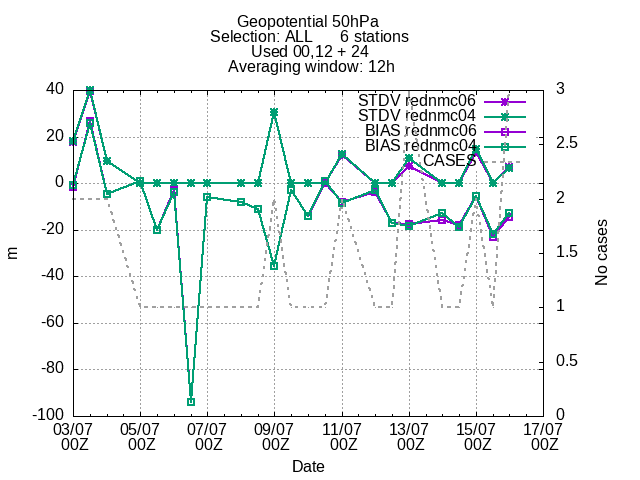 Geopotential 50hPa
Selection: ALL 6 stations
Used 00,12 + 24
Averaging window: 12h
STDV rednmc06
STDV rednmc04
BIAS rednmc06
BIAS rednmc04
CASES
40
20
0
-20
-40
-60
-80
-100
m
3
2.5
2
1.5
1
0.5
0
No cases
03/07 05/07 07/07 09/07 11/07 13/07 15/07 17/07
00Z 00Z 00Z 00Z 00Z 00Z 00Z 00Z
Date